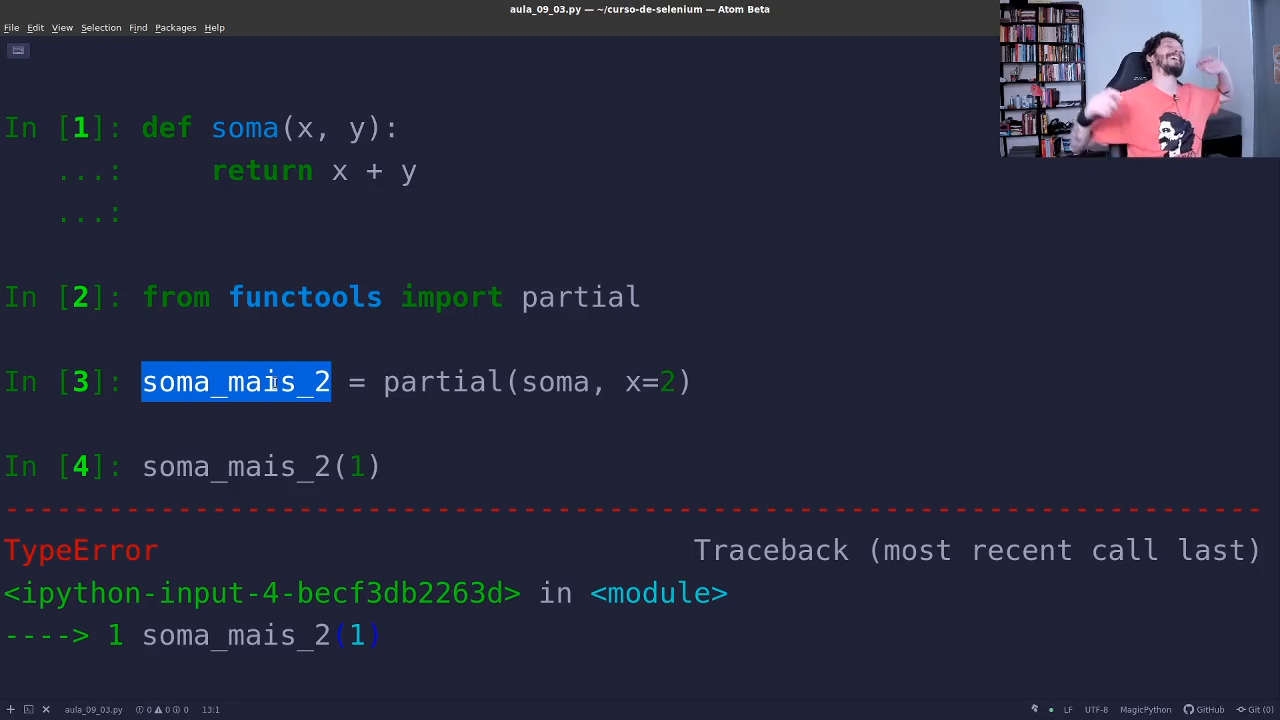 aula_09_03.py — ~/curso-de-selenium — Atom Beta
File Edit View Selection Find Packages Help
In [1]: def soma(x, y):
...: return x + y
...:
In [2]: from functools import partial
In [3]: soma_mais_2 = partial(soma, x=2)
In [4]: soma_mais_2(1)
---------------------------------------------------------------------------
TypeError Traceback (most recent call last)
<ipython-input-4-becf3db2263d> in <module>
----> 1 soma_mais_2(1)
aula_09_03.py 0 0 0 13:1 LF UTF-8 MagicPython GitHub Git (0)